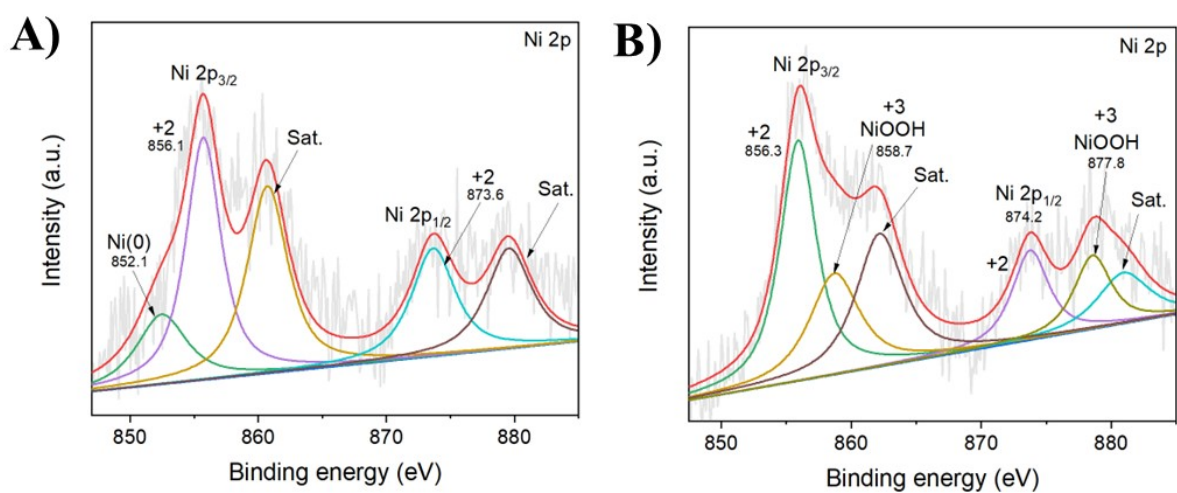 A)
Ni 2p
Ni 2p3/2
+2
856.1
Sat.
Ni(0)
852.1
Ni 2p1/2
+2
873.6
Sat.
Intensity (a.u.)
850 860 870 880
Binding energy (eV)
B)
Ni 2p
Ni 2p3/2
+2
856.3
+3
NiOOH
858.7
Sat.
+3
NiOOH
877.8
Ni 2p1/2
874.2
+2
Sat.
Intensity (a.u.)
850 860 870 880
Binding energy (eV)